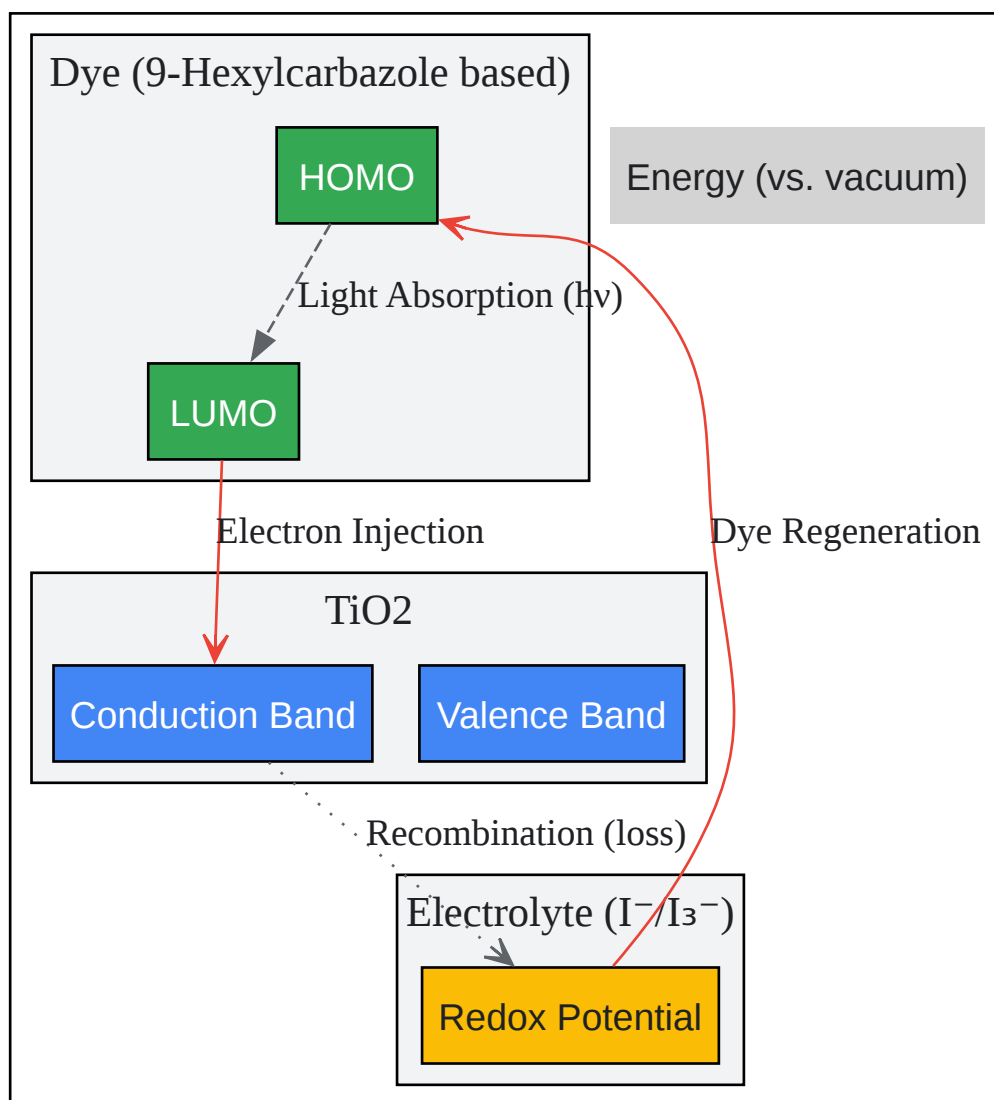 Dye (9-Hexylcarbazole based)
HOMO
Energy (vs. vacuum)
Light Absorption (hν)
LUMO
Electron Injection
Dye Regeneration
TiO2
Conduction Band
Valence Band
Recombination (loss)
Electrolyte (I⁻/I₃⁻)
Redox Potential